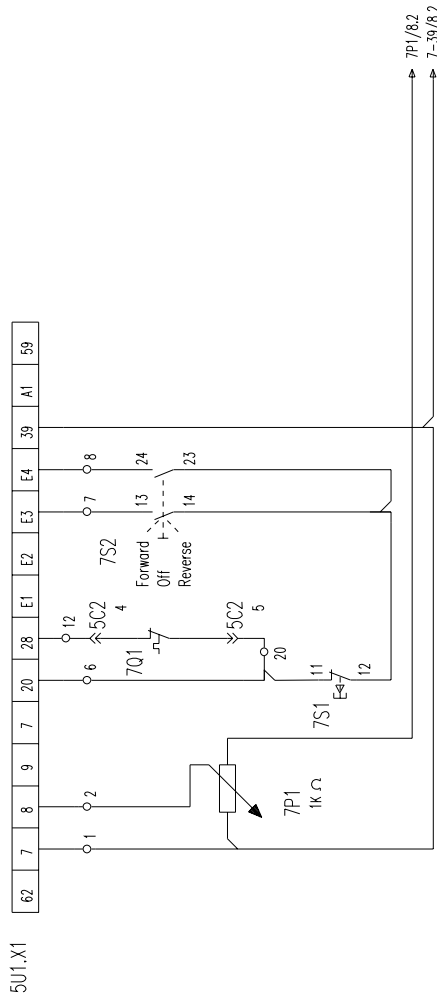 5U1.X1
62
7
8
9
7
20
28
E1
E2
E3
E4
39
A1
59
1
2
6
12
7
8
5C2
4
7Q1
5C2
5
20
7S2
Forward
Off
Reverse
13
14
24
23
11
12
7S1
7P1
1K Ω
7P1/8.2
7-39/8.2